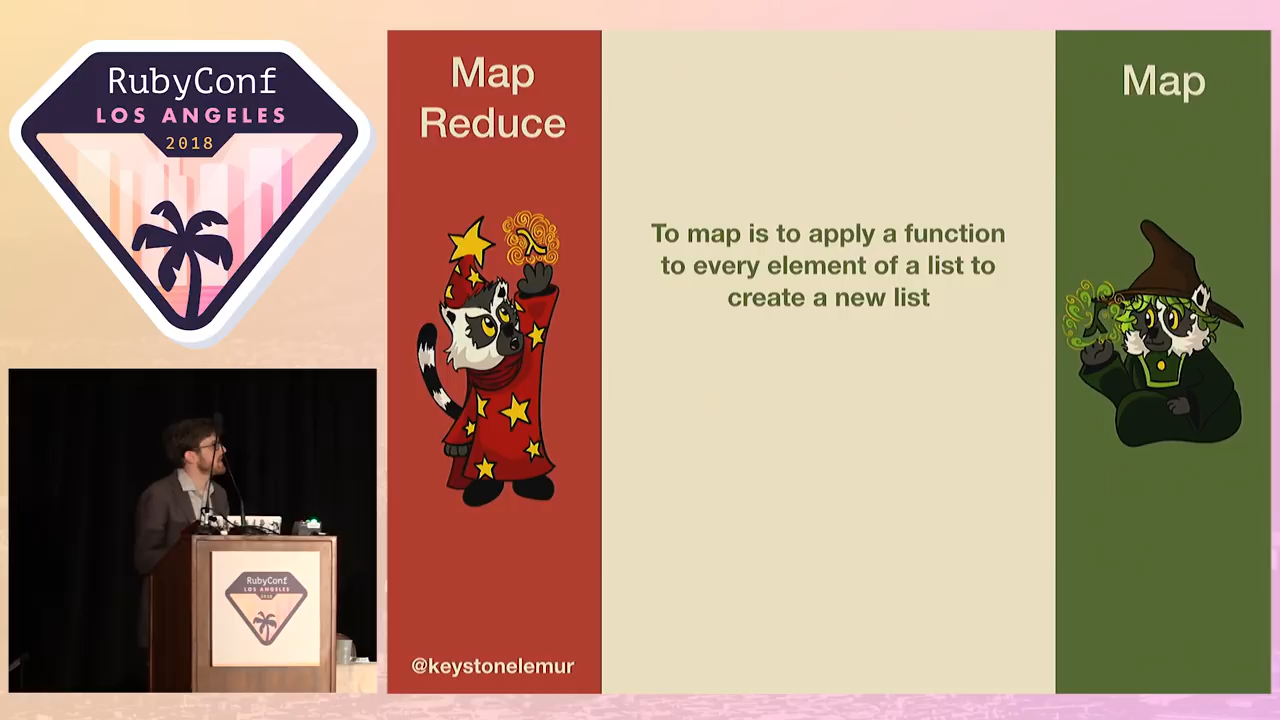 RubyConf
LOS ANGELES
2018
Map
Reduce
To map is to apply a function
to every element of a list to
create a new list
Map
@keystonelemur
RubyConf
LOS ANGELES
2018